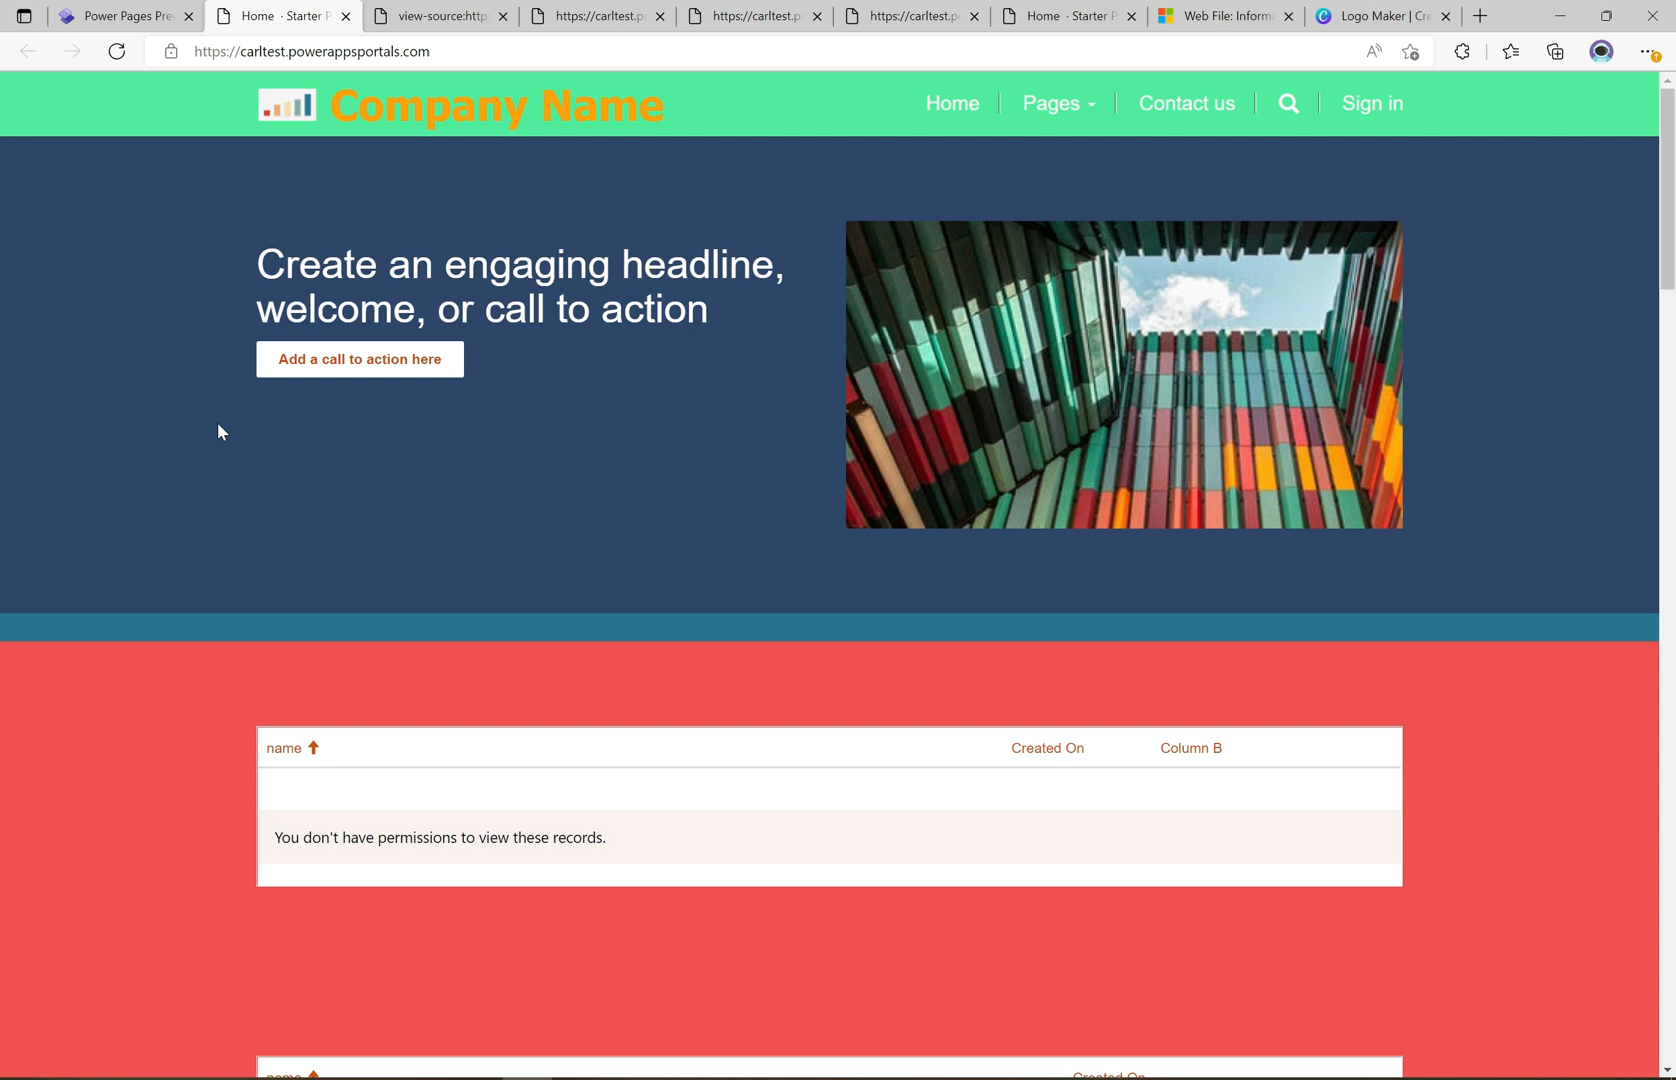 Power Pages Pre
Home · Starter P
view-source:http
https://carltest.p
https://carltest.p
https://carltest.p
Home · Starter P
Web File: Inform
Logo Maker | Cre
https://carltest.powerappsportals.com
Company Name
Home
Pages
Contact us
Sign in
Create an engaging headline,
welcome, or call to action
Add a call to action here
name
Created On
Column B
You don't have permissions to view these records.
name
Created On